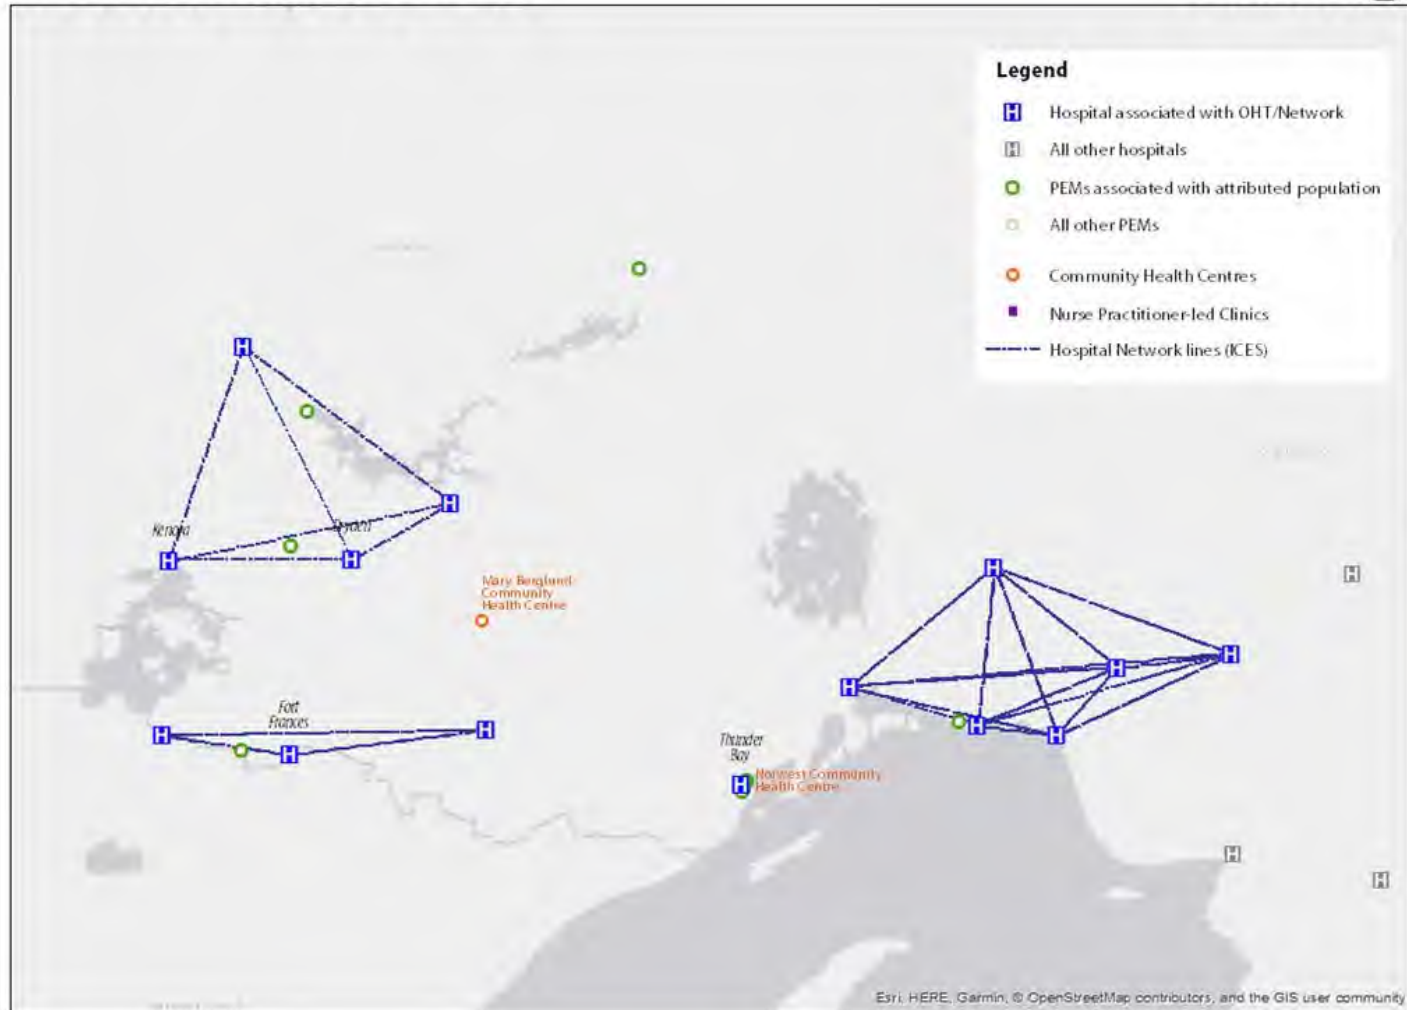 Legend
H Hospital associated with OHT/Network
H All other hospitals
PEMs associated with attributed population
All other PEMs
Community Health Centres
Nurse Practitioner-led Clinics
Hospital Network lines (ICES)
Kenora
Dryden
Mary Berglund
Community
Health Centre
Fort
Frances
Thunder
Bay
Norwest Community
Health Centre
Esri, HERE, Garmin, © OpenStreetMap contributors, and the GIS user community